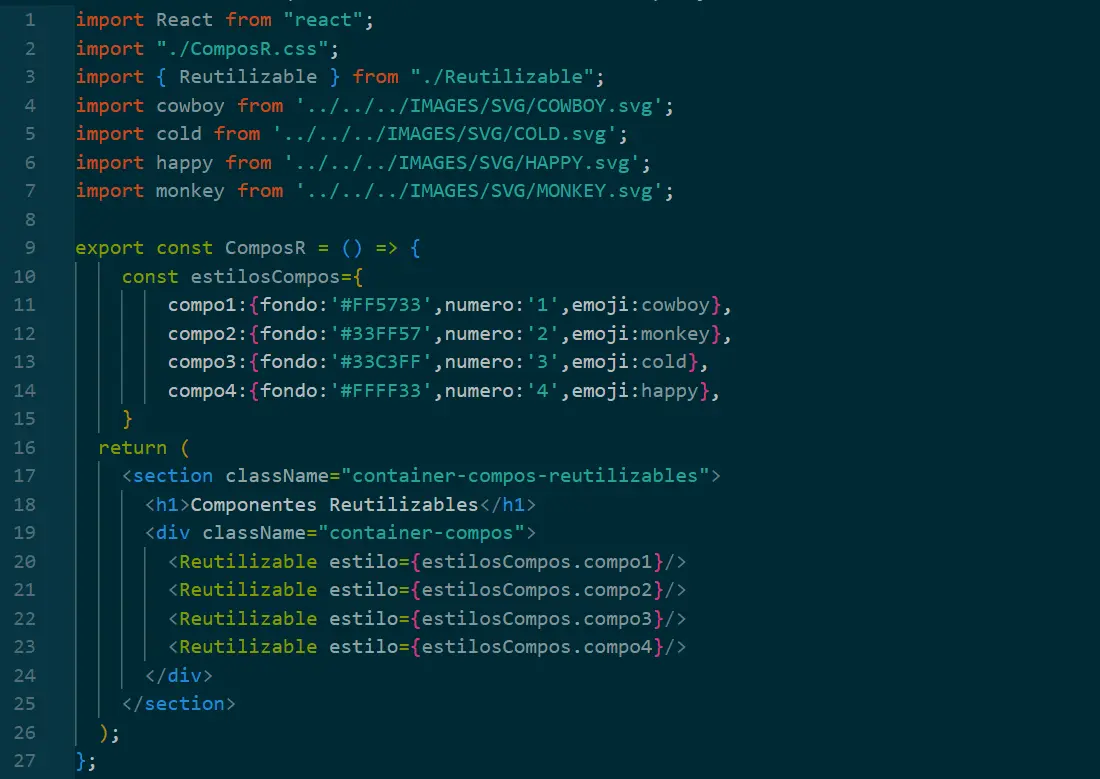 1 import React from "react";
2 import "./ComposR.css";
3 import { Reutilizable } from "./Reutilizable";
4 import cowboy from '../../../IMAGES/SVG/COWBOY.svg';
5 import cold from '../../../IMAGES/SVG/COLD.svg';
6 import happy from '../../../IMAGES/SVG/HAPPY.svg';
7 import monkey from '../../../IMAGES/SVG/MONKEY.svg';
8
9 export const ComposR = () => {
10     const estilosCompos={
11         compo1:{fondo:'#FF5733',numero:'1',emoji:cowboy},
12         compo2:{fondo:'#33FF57',numero:'2',emoji:monkey},
13         compo3:{fondo:'#33C3FF',numero:'3',emoji:cold},
14         compo4:{fondo:'#FFFF33',numero:'4',emoji:happy},
15     }
16   return (
17     <section className="container-compos-reutilizables">
18       <h1>Componentes Reutilizables</h1>
19       <div className="container-compos">
20         <Reutilizable estilo={estilosCompos.compo1}/>
21         <Reutilizable estilo={estilosCompos.compo2}/>
22         <Reutilizable estilo={estilosCompos.compo3}/>
23         <Reutilizable estilo={estilosCompos.compo4}/>
24       </div>
25     </section>
26   );
27 };